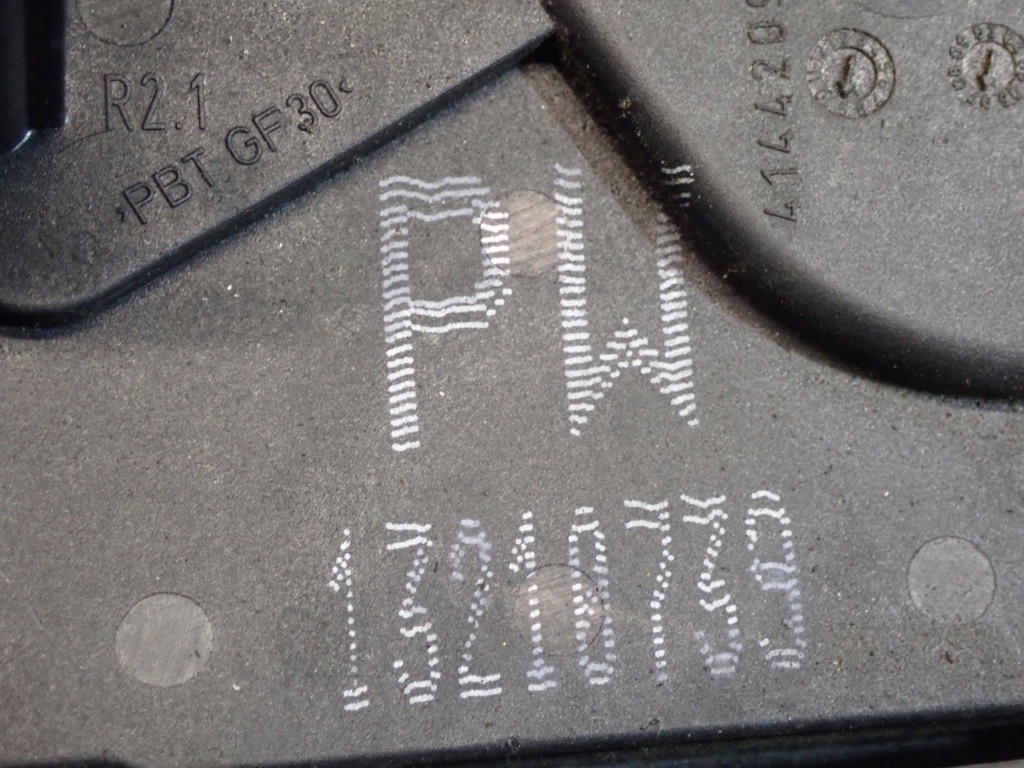 R2.1
>PBT GF30<
PW
13210739